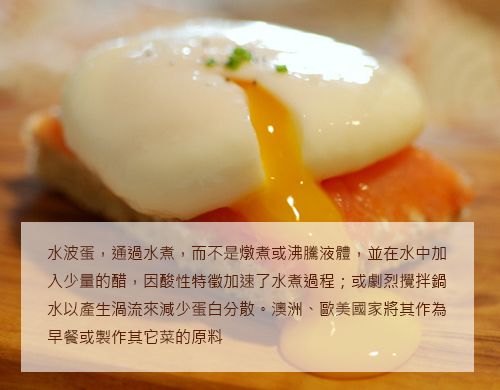 水波蛋，通過水煮，而不是燉煮或沸騰液體，並在水中加
入少量的醋，因酸性特徵加速了水煮過程；或劇烈攪拌鍋
水以產生渦流來減少蛋白分散。澳洲、歐美國家將其作為
早餐或製作其它菜的原料